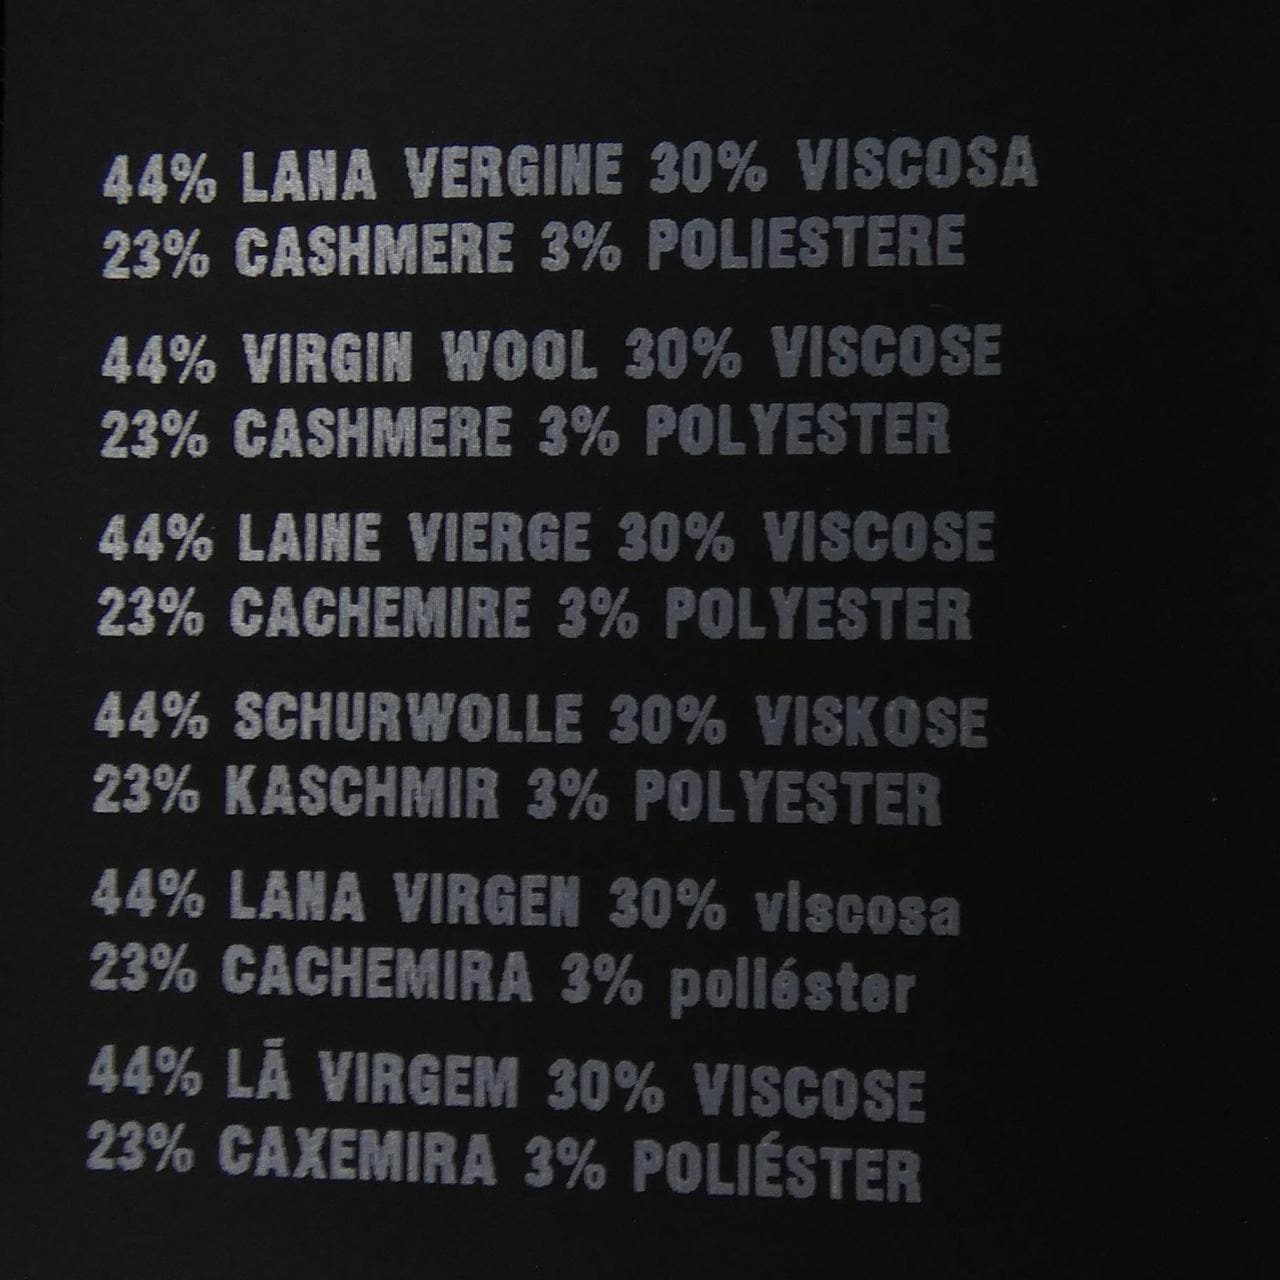 44% LANA VERGINE 30% VISCOSA
23% CASHMERE 3% POLIESTERE
44% VIRGIN WOOL 30% VISCOSE
23% CASHMERE 3% POLYESTER
44% LAINE VIERGE 30% VISCOSE
23% CACHEMIRE 3% POLYESTER
44% SCHURWOLLE 30% VISKOSE
23% KASCHMIR 3% POLYESTER
44% LANA VIRGEN 30% viscosa
23% CACHEMIRA 3% poliéster
44% LÃ VIRGEM 30% VISCOSE
23% CAXEMIRA 3% POLIÉSTER